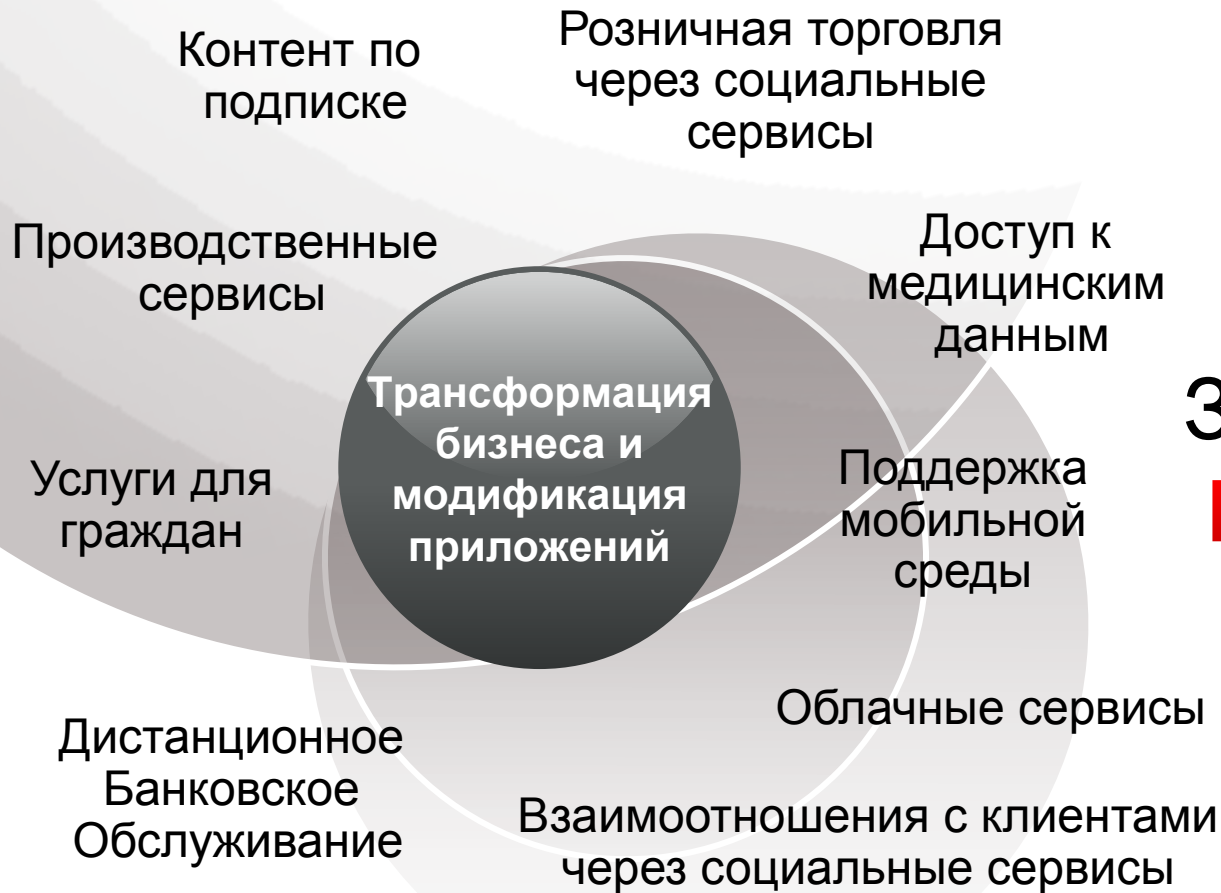 Контент по
подписке
Розничная торговля
через социальные
сервисы
Производственные
сервисы
Доступ к
медицинским
данным
Трансформация
бизнеса и
модификация
приложений
Услуги для
граждан
Поддержка
мобильной
среды
Облачные сервисы
Дистанционное
Банковское
Обслуживание
Взаимоотношения с клиентами
через социальные сервисы